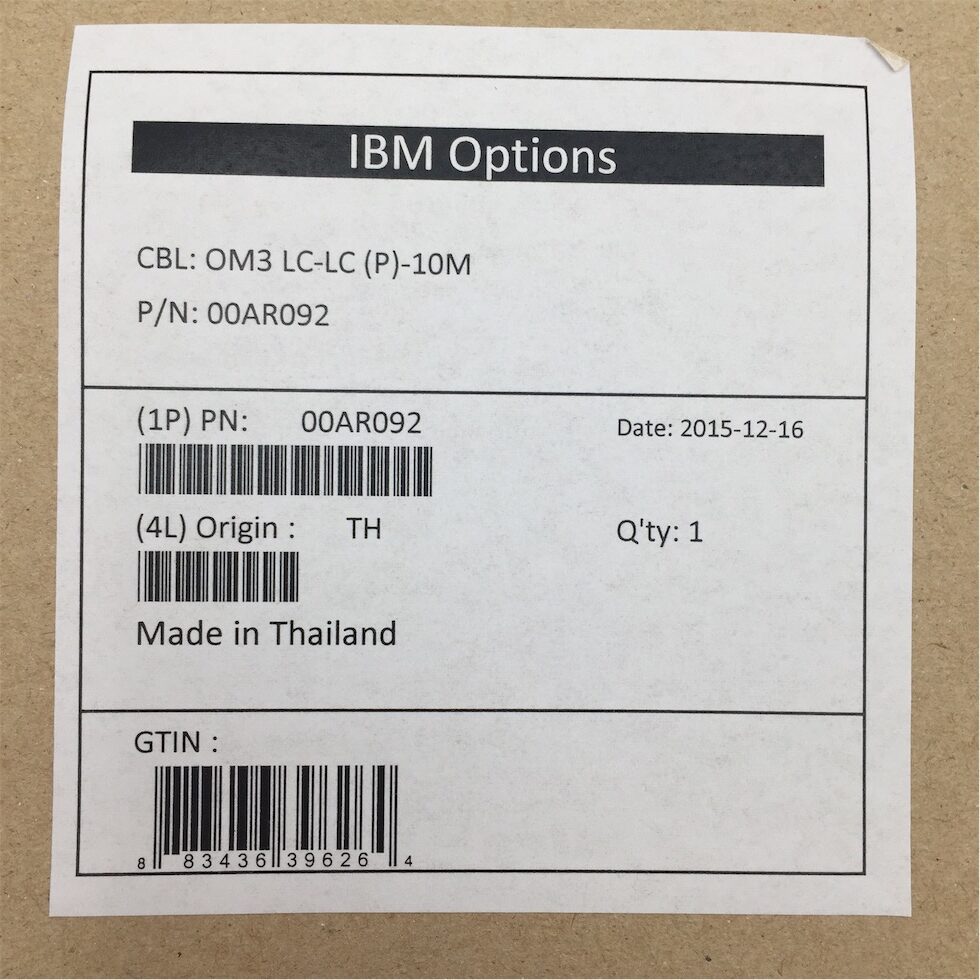 IBM Options
CBL: OM3 LC-LC (P)-10M
P/N: 00AR092
(1P) PN: 00AR092
Date: 2015-12-16
(4L) Origin : TH
Q'ty: 1
Made in Thailand
GTIN :
8 83436 39626 4